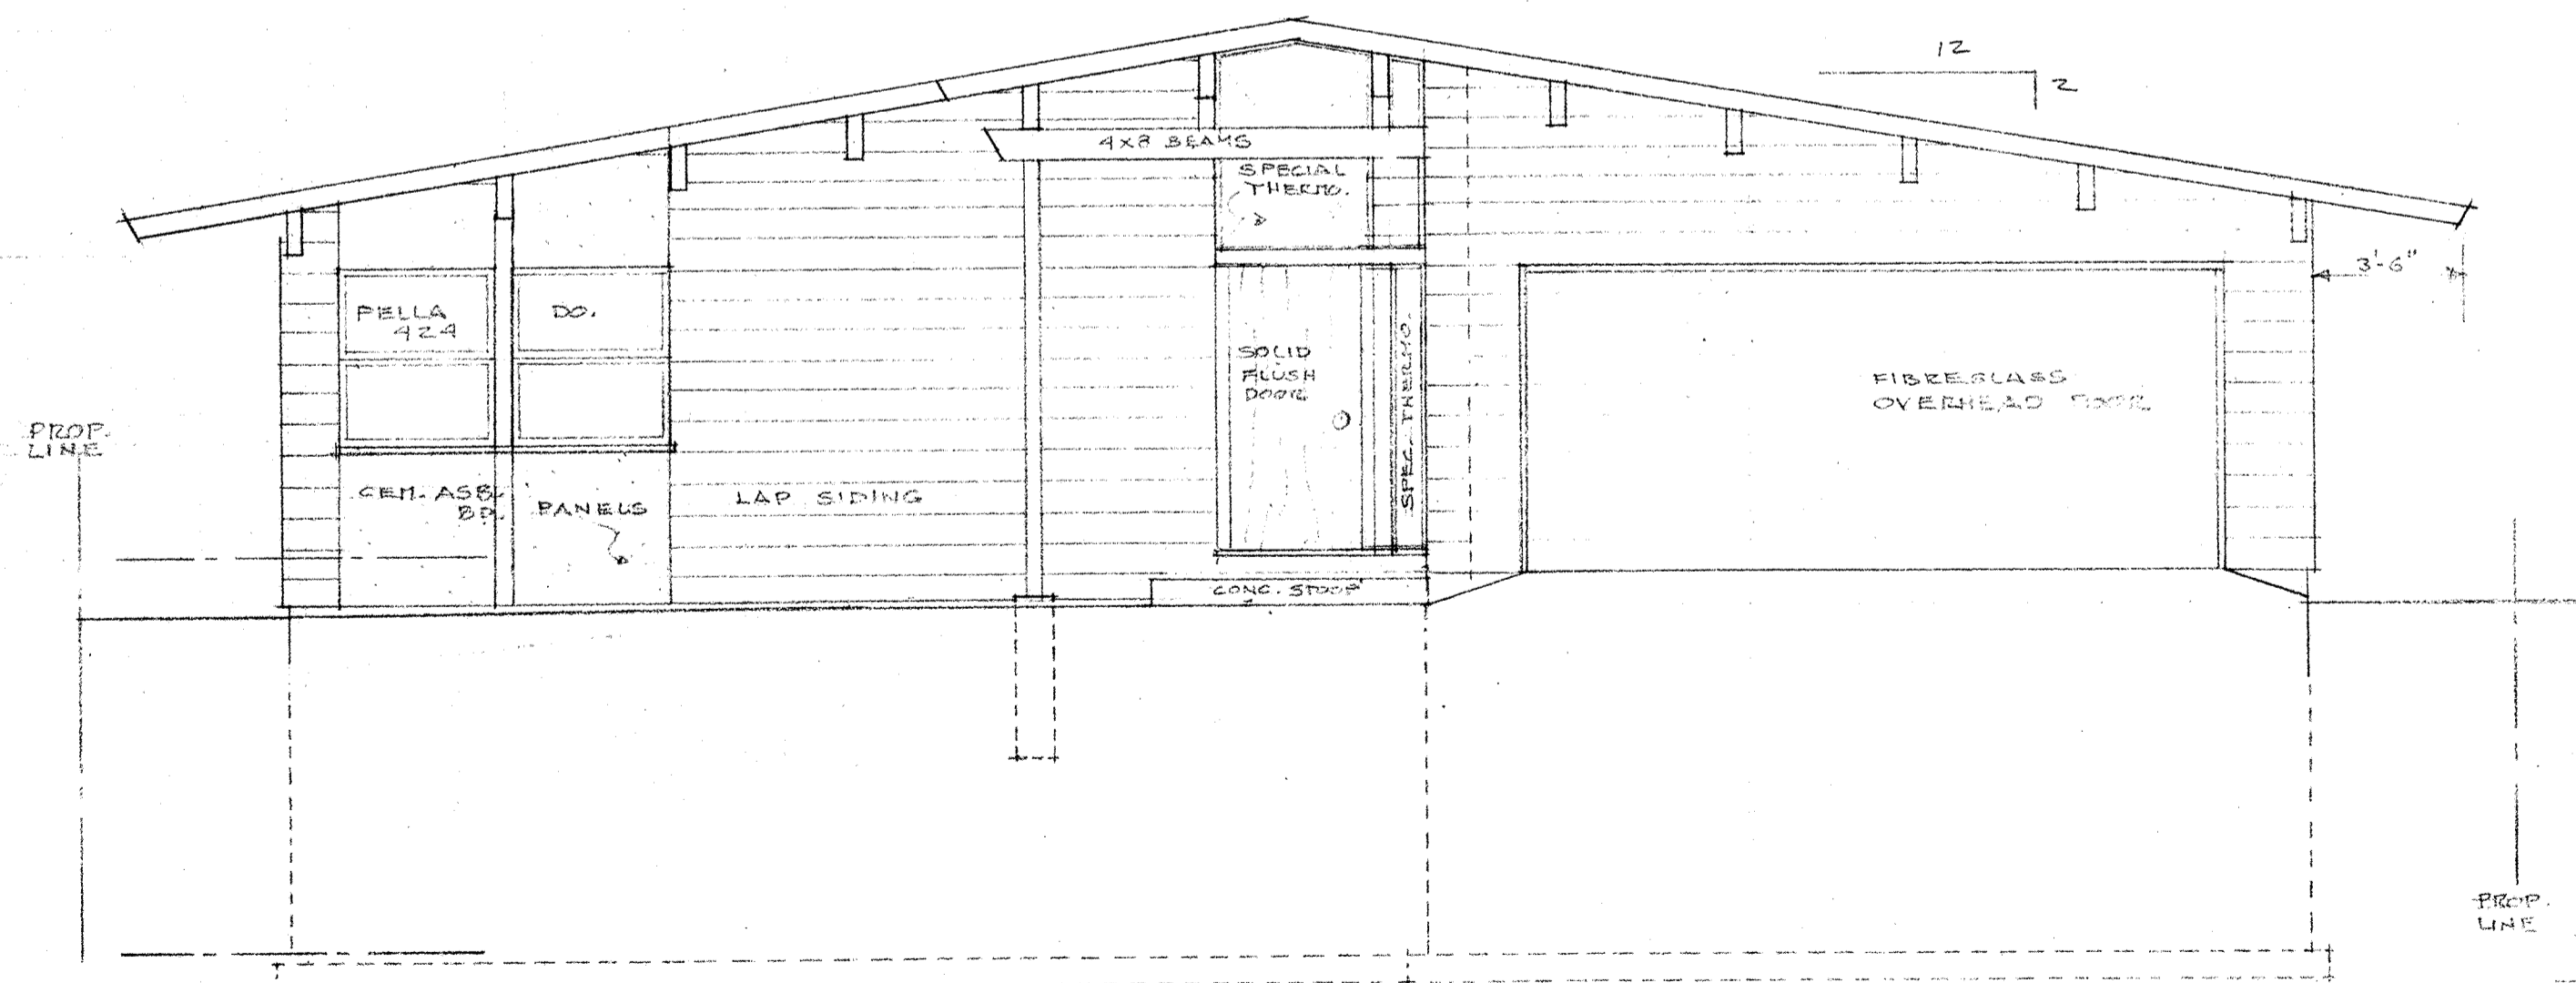 12
2
4x8 BEAMS
SPECIAL
THERMO.
3'-6"
PELLA
424
DO.
SOLID
FLUSH
DOOR
SPEC. THERMO.
FIBREGLASS
OVERHEAD DOOR
PROP.
LINE
CEM. ASB.
BD.
PANELS
LAP SIDING
CONC. STOOP
PROP.
LINE